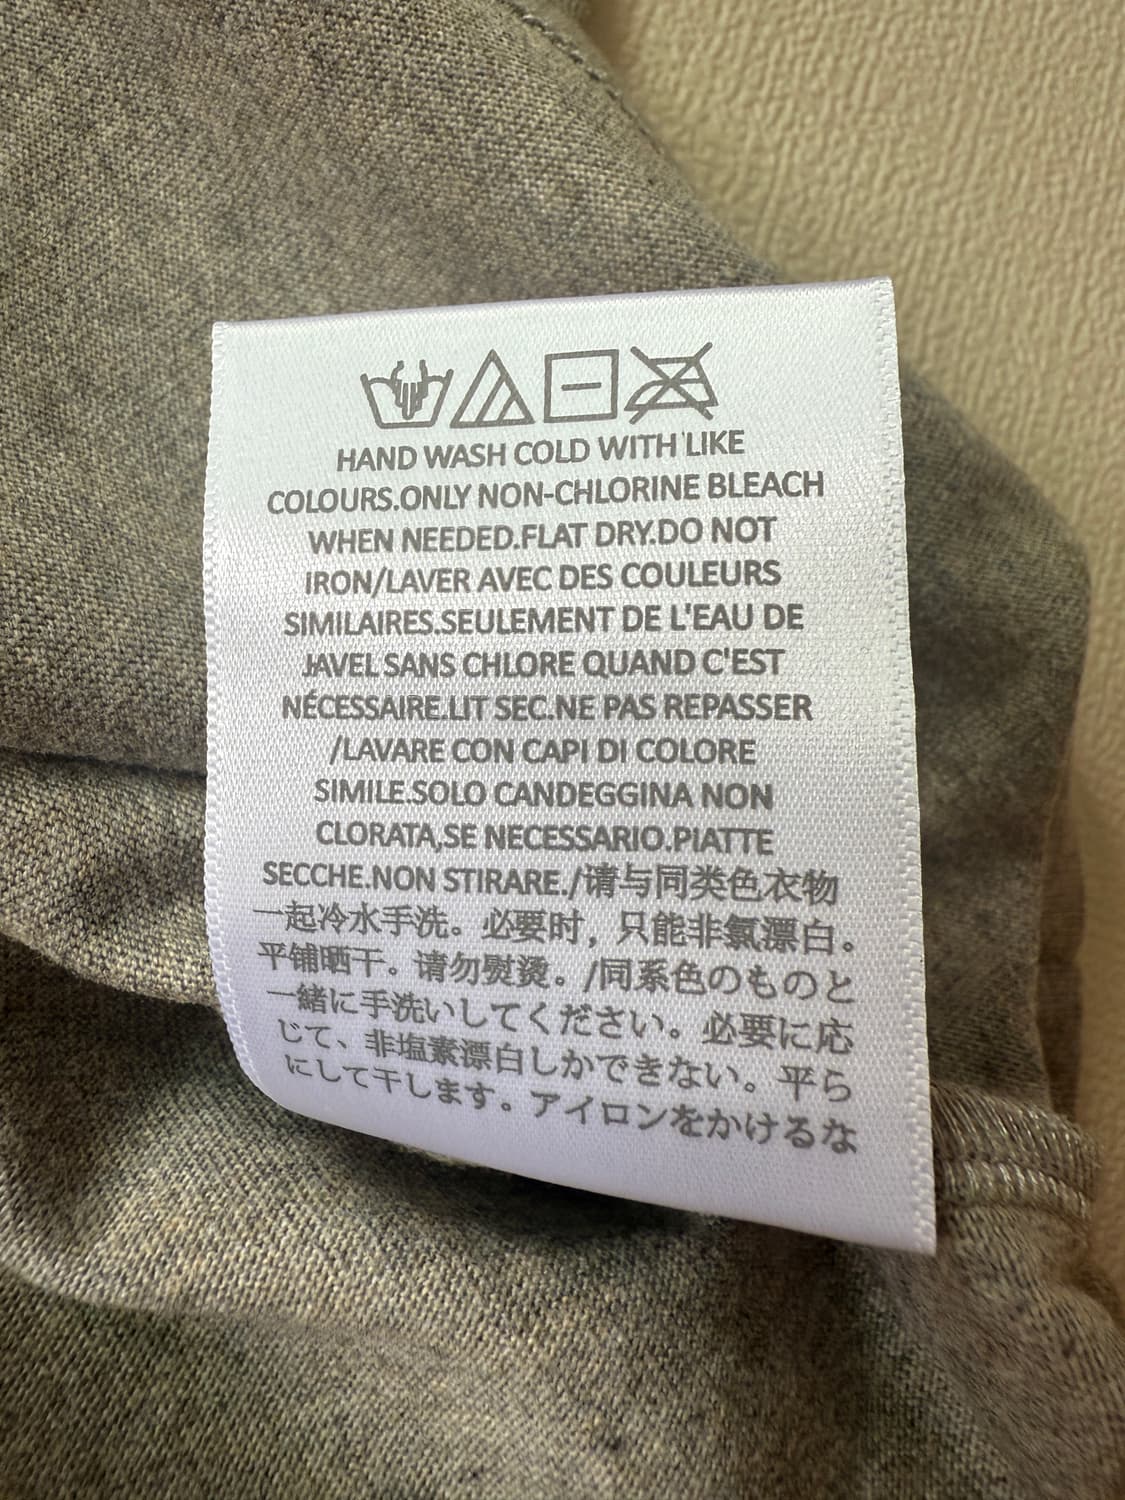 HAND WASH COLD WITH LIKE
COLOURS.ONLY NON-CHLORINE BLEACH
WHEN NEEDED.FLAT DRY.DO NOT
IRON/LAVER AVEC DES COULEURS
SIMILAIRES.SEULEMENT DE L'EAU DE
JAVEL SANS CHLORE QUAND C'EST
NÉCESSAIRE.LIT SEC.NE PAS REPASSER
/LAVARE CON CAPI DI COLORE
SIMILE.SOLO CANDEGGINA NON
CLORATA,SE NECESSARIO.PIATTE
SECCHE.NON STIRARE./请与同类色衣物
一起冷水手洗。必要时，只能非氯漂白。
平铺晒干。请勿熨烫。/同系色のものと
一緒に手洗いしてください。必要に応
じて、非塩素漂白しかできない。平ら
にして干します。アイロンをかけるな